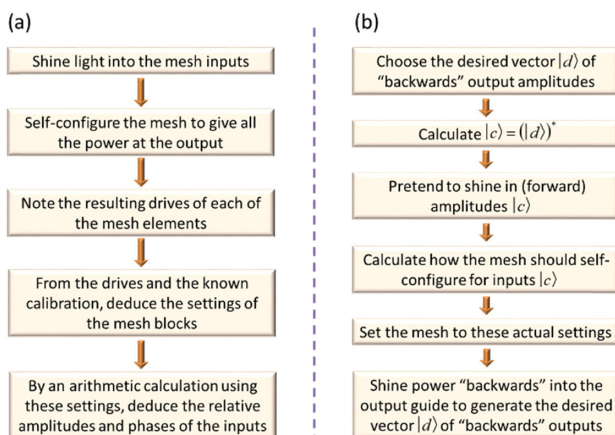 (a)
Shine light into the mesh inputs
Self-configure the mesh to give all
the power at the output
Note the resulting drives of each of
the mesh elements
From the drives and the known
calibration, deduce the settings of
the mesh blocks
By an arithmetic calculation using
these settings, deduce the relative
amplitudes and phases of the inputs
(b)
Choose the desired vector |d⟩ of
“backwards” output amplitudes
Calculate |c⟩ = (|d⟩)*
Pretend to shine in (forward)
amplitudes |c⟩
Calculate how the mesh should self-
configure for inputs |c⟩
Set the mesh to these actual settings
Shine power “backwards” into the
output guide to generate the desired
vector |d⟩ of “backwards” outputs